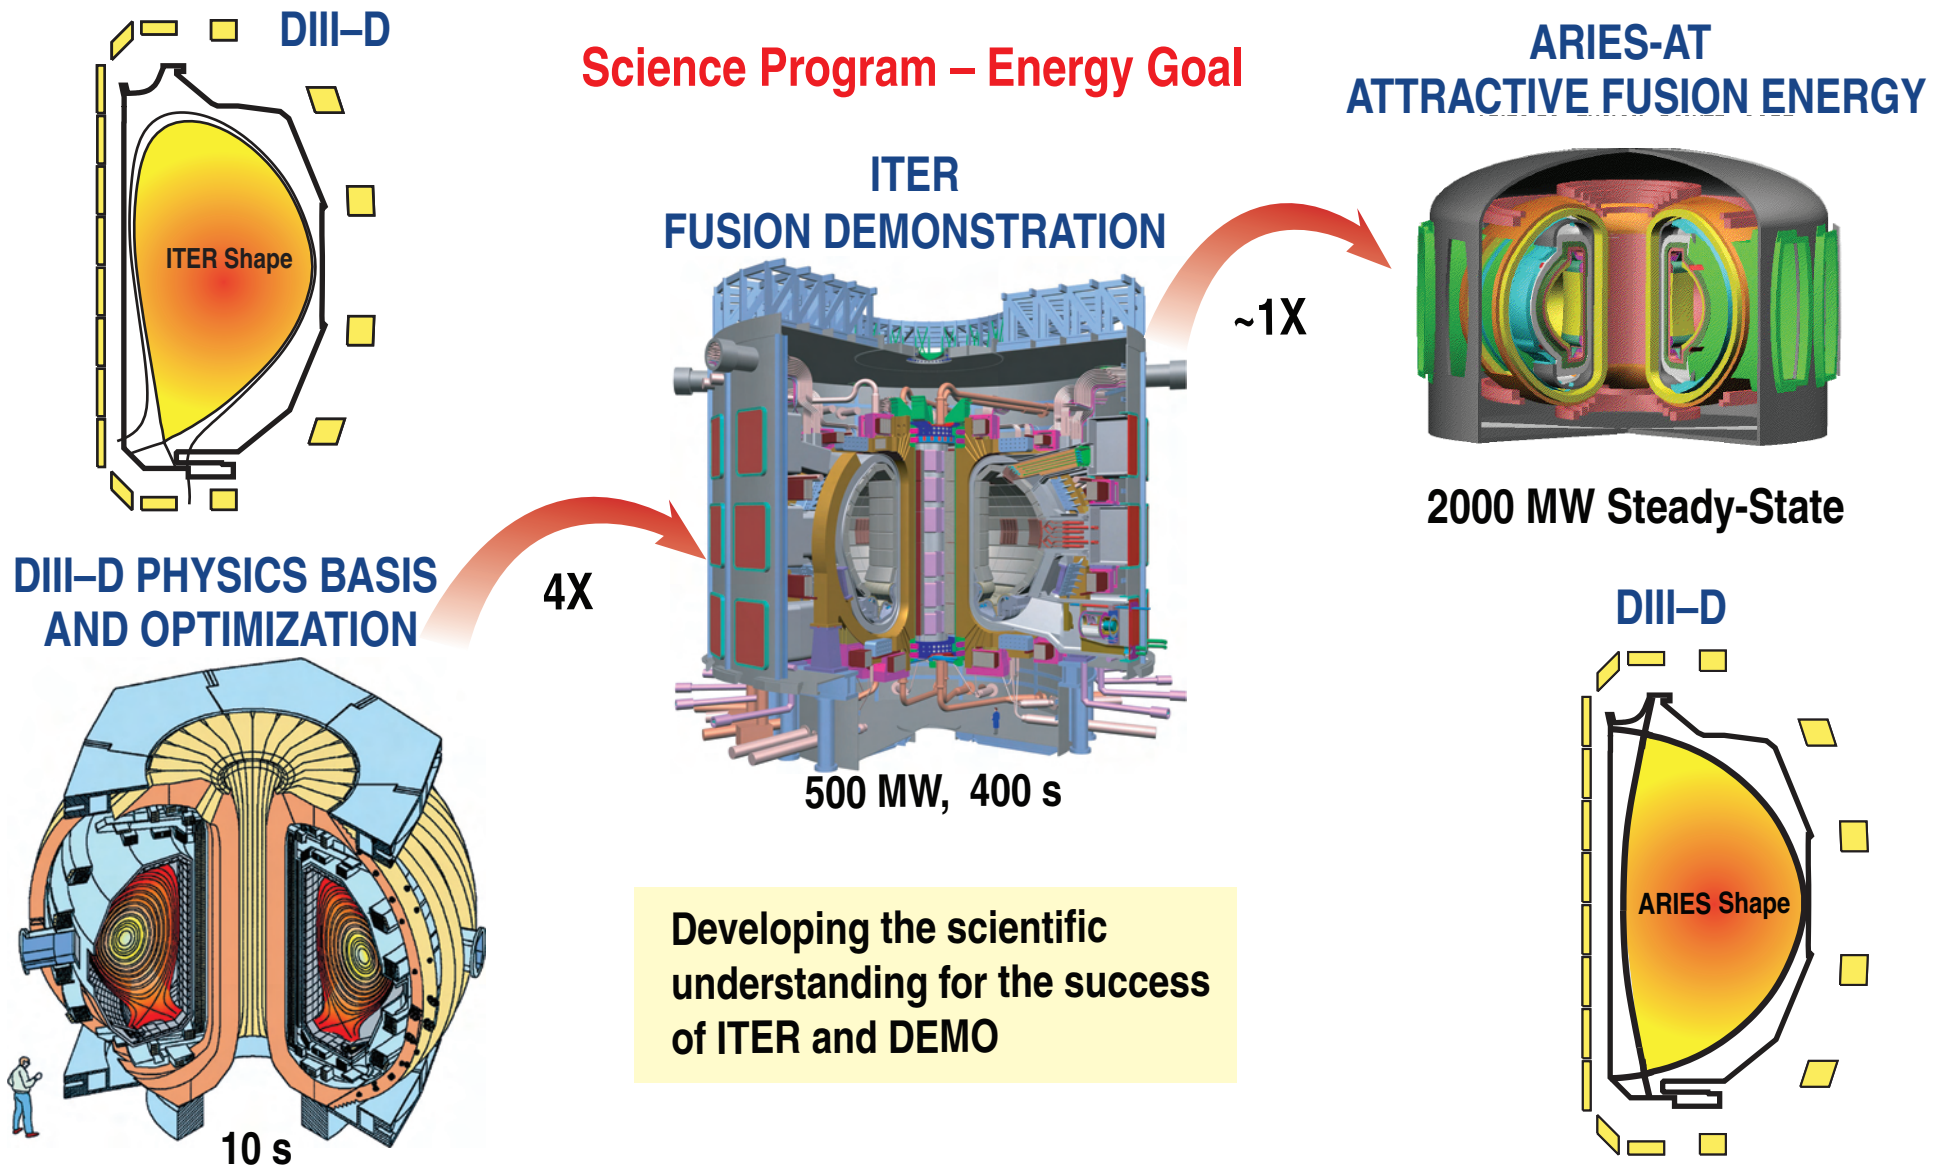 DIII–D
Science Program – Energy Goal
ARIES-AT
ATTRACTIVE FUSION ENERGY
ITER
FUSION DEMONSTRATION
ITER Shape
~1X
2000 MW Steady-State
DIII–D PHYSICS BASIS
AND OPTIMIZATION
4X
DIII–D
500 MW, 400 s
ARIES Shape
Developing the scientific
understanding for the success
of ITER and DEMO
10 s